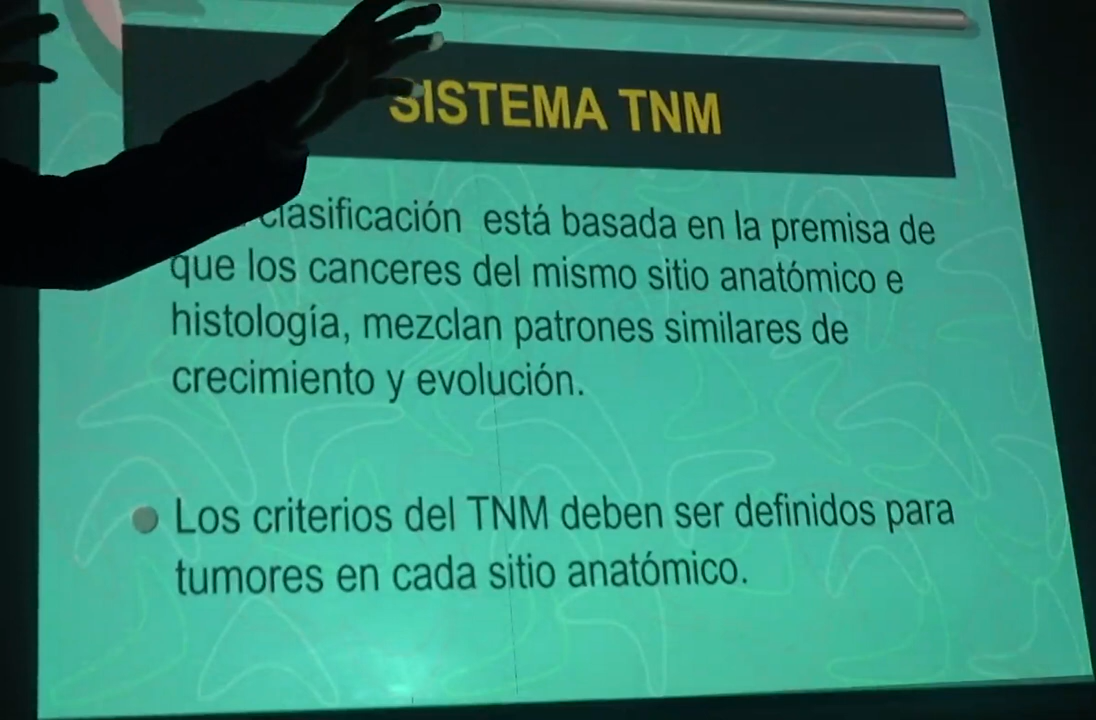 SISTEMA TNM
clasificación está basada en la premisa de
que los canceres del mismo sitio anatómico e
histología, mezclan patrones similares de
crecimiento y evolución.
Los criterios del TNM deben ser definidos para
tumores en cada sitio anatómico.